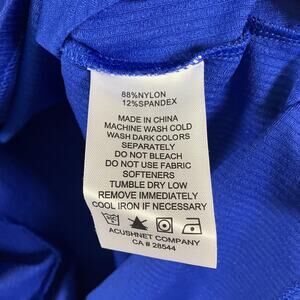 88%NYLON
12%SPANDEX
MADE IN CHINA
MACHINE WASH COLD
WASH DARK COLORS
SEPARATELY
DO NOT BLEACH
DO NOT USE FABRIC
SOFTENERS
TUMBLE DRY LOW
REMOVE IMMEDIATELY
COOL IRON IF NECESSARY
ACUSHNET COMPANY
CA # 28544